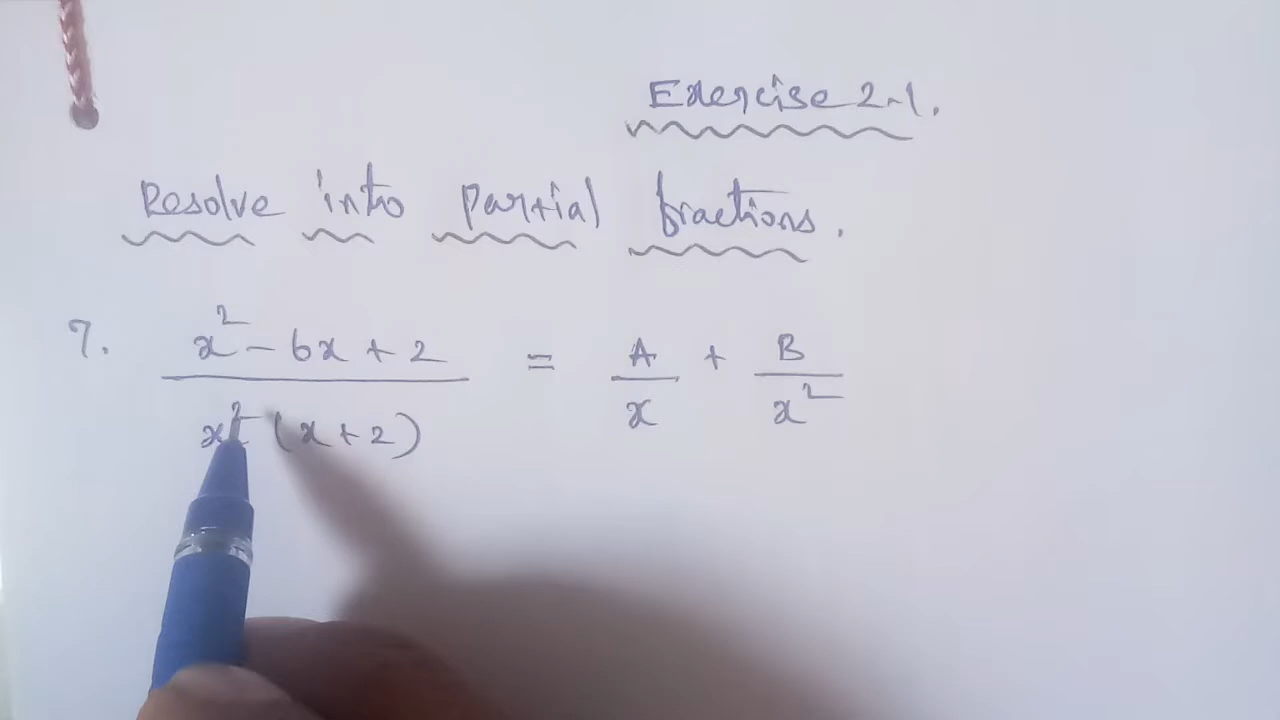 Exercise 2.1.
Resolve into partial fractions.
7. x² - 6x + 2 / x² (x + 2) = A / x + B / x²